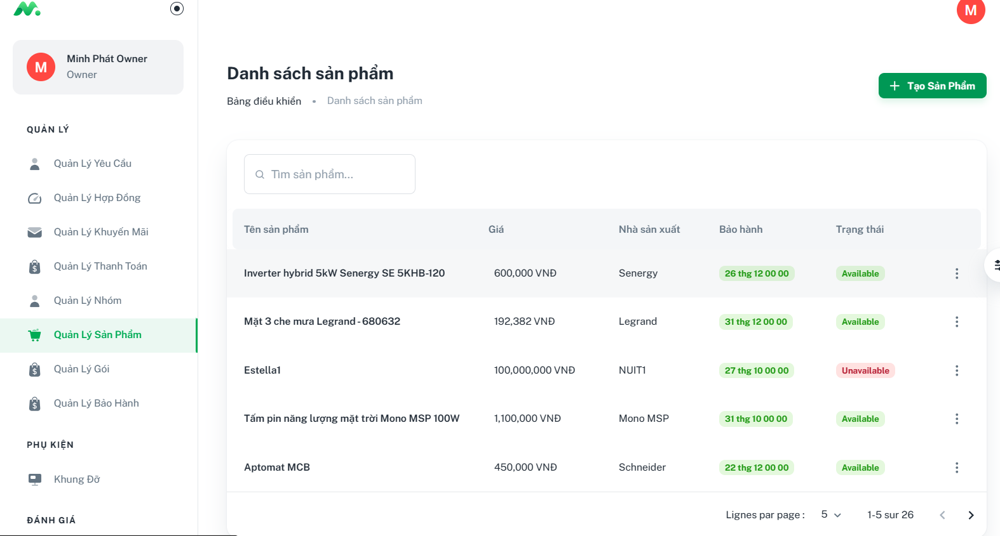 M
Minh Phát Owner
Owner
QUẢN LÝ
Quản Lý Yêu Cầu
Quản Lý Hợp Đồng
Quản Lý Khuyến Mãi
Quản Lý Thanh Toán
Quản Lý Nhóm
Quản Lý Sản Phẩm
Quản Lý Gói
Quản Lý Bảo Hành
PHỤ KIỆN
Khung Đỡ
ĐÁNH GIÁ
M
Danh sách sản phẩm
Bảng điều khiển • Danh sách sản phẩm
Tạo Sản Phẩm
Tìm sản phẩm...
Tên sản phẩm Giá Nhà sản xuất Bảo hành Trạng thái
Inverter hybrid 5kW Senergy SE 5KHB-120 600,000 VNĐ Senergy 26 thg 12 00 00 Available
Mặt 3 che mưa Legrand - 680632 192,382 VNĐ Legrand 31 thg 12 00 00 Available
Estella1 100,000,000 VNĐ NUIT1 27 thg 10 00 00 Unavailable
Tấm pin năng lượng mặt trời Mono MSP 100W 1,100,000 VNĐ Mono MSP 31 thg 10 00 00 Available
Aptomat MCB 450,000 VNĐ Schneider 22 thg 12 00 00 Available
Lignes par page : 5 1-5 sur 26